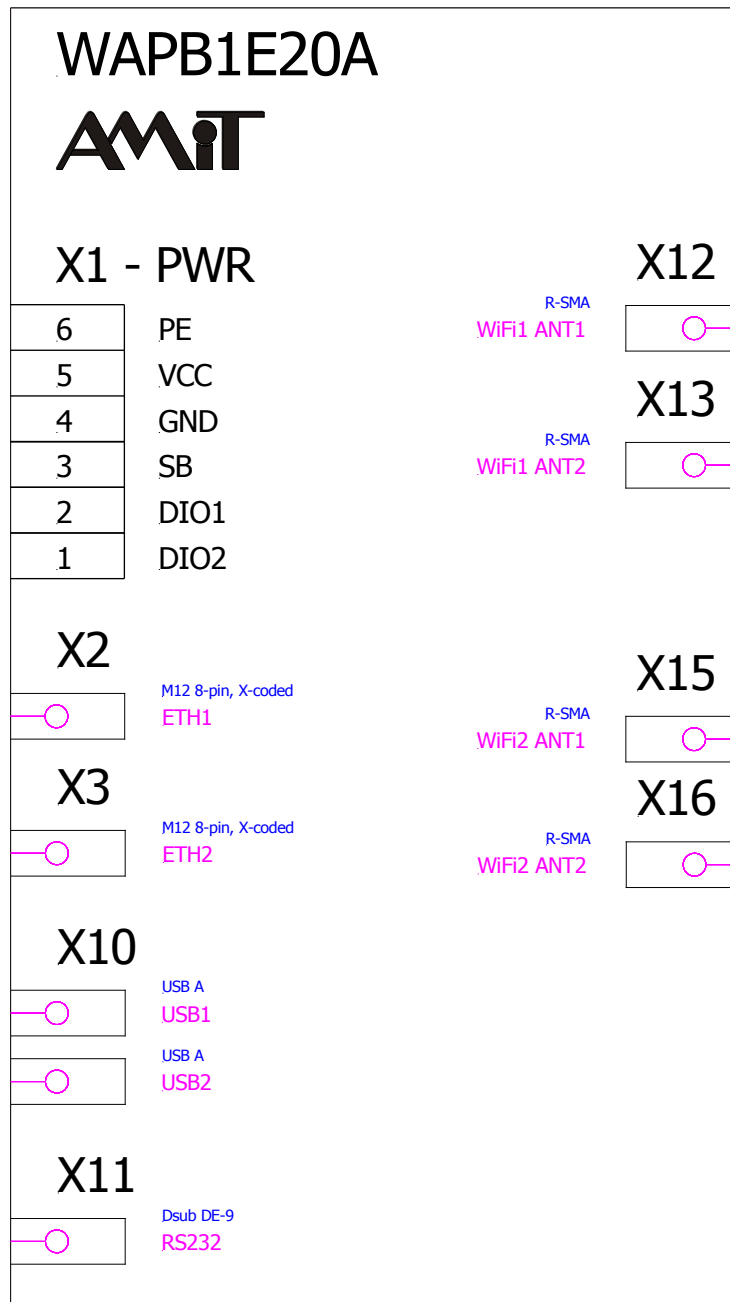 WAPB1E20A
AMiT
X1 - PWR
6 PE
5 VCC
4 GND
3 SB
2 DIO1
1 DIO2
X2
M12 8-pin, X-coded
ETH1
X3
M12 8-pin, X-coded
ETH2
X10
USB A
USB1
USB A
USB2
X11
Dsub DE-9
RS232
X12
R-SMA
WiFi1 ANT1
X13
R-SMA
WiFi1 ANT2
X15
R-SMA
WiFi2 ANT1
X16
R-SMA
WiFi2 ANT2